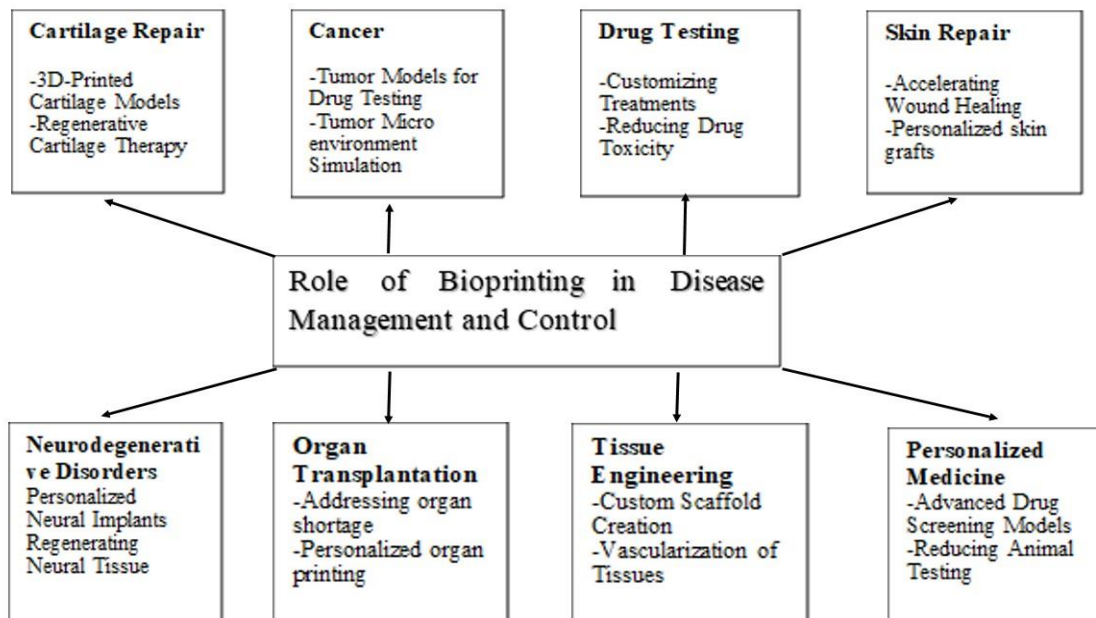 Cartilage Repair
-3D-Printed
Cartilage Models
-Regenerative
Cartilage Therapy
Cancer
-Tumor Models for
Drug Testing
-Tumor Micro
environment
Simulation
Drug Testing
-Customizing
Treatments
-Reducing Drug
Toxicity
Skin Repair
-Accelerating
Wound Healing
-Personalized skin
grafts
Role of Bioprinting in Disease
Management and Control
Neurodegenerati
ve Disorders
Personalized
Neural Implants
Regenerating
Neural Tissue
Organ
Transplantation
-Addressing organ
shortage
-Personalized organ
printing
Tissue
Engineering
-Custom Scaffold
Creation
-Vascularization of
Tissues
Personalized
Medicine
-Advanced Drug
Screening Models
-Reducing Animal
Testing